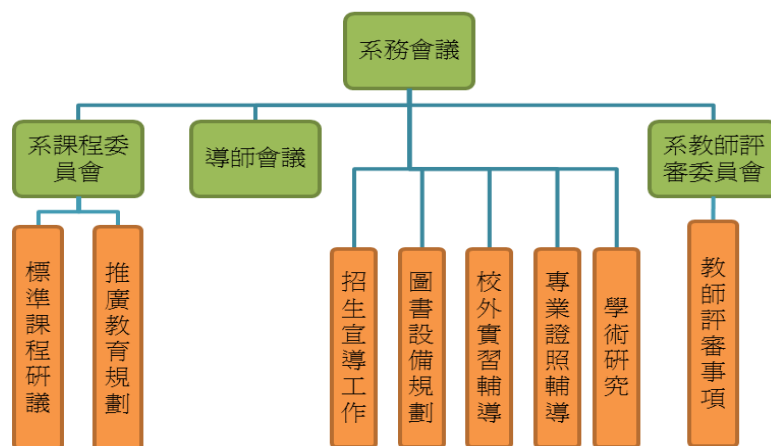 系務會議
系課程委
員會
導師會議
系教師評
審委員會
標準課程研議
推廣教育規劃
招生宣導工作
圖書設備規劃
校外實習輔導
專業證照輔導
學術研究
教師評審事項